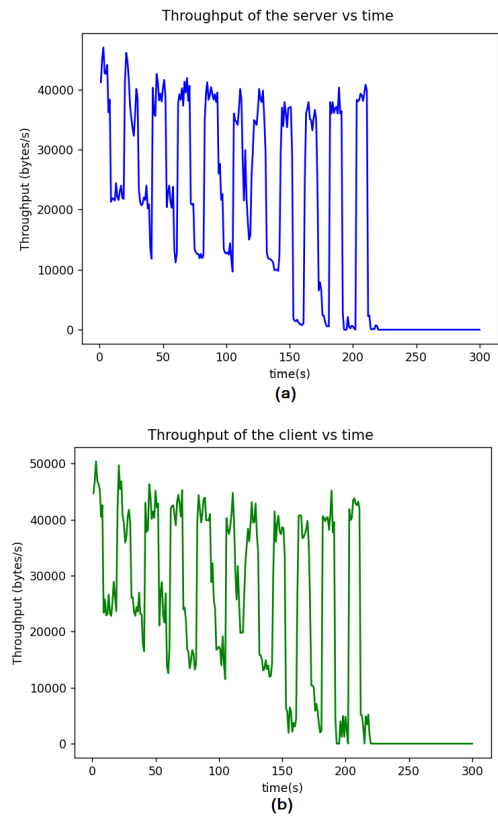 Throughput of the server vs time
Throughput (bytes/s)
40000
30000
20000
10000
0
0 50 100 150 200 250 300
time(s)
(a)
Throughput of the client vs time
Throughput (bytes/s)
50000
40000
30000
20000
10000
0
0 50 100 150 200 250 300
time(s)
(b)